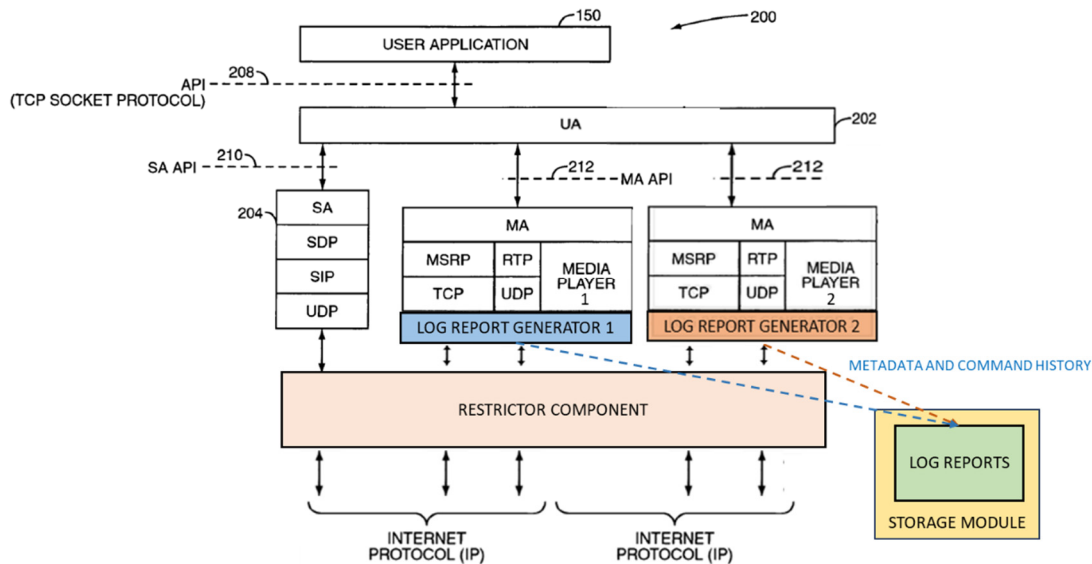 150
200
USER APPLICATION
208
API
(TCP SOCKET PROTOCOL)
UA
202
SA API
210
212
MA API
212
204
SA
SDP
SIP
UDP
MA
MSRP
RTP
TCP
UDP
MEDIA
PLAYER
1
LOG REPORT GENERATOR 1
MA
MSRP
RTP
TCP
UDP
MEDIA
PLAYER
2
LOG REPORT GENERATOR 2
METADATA AND COMMAND HISTORY
RESTRICTOR COMPONENT
LOG REPORTS
STORAGE MODULE
INTERNET
PROTOCOL (IP)
INTERNET
PROTOCOL (IP)